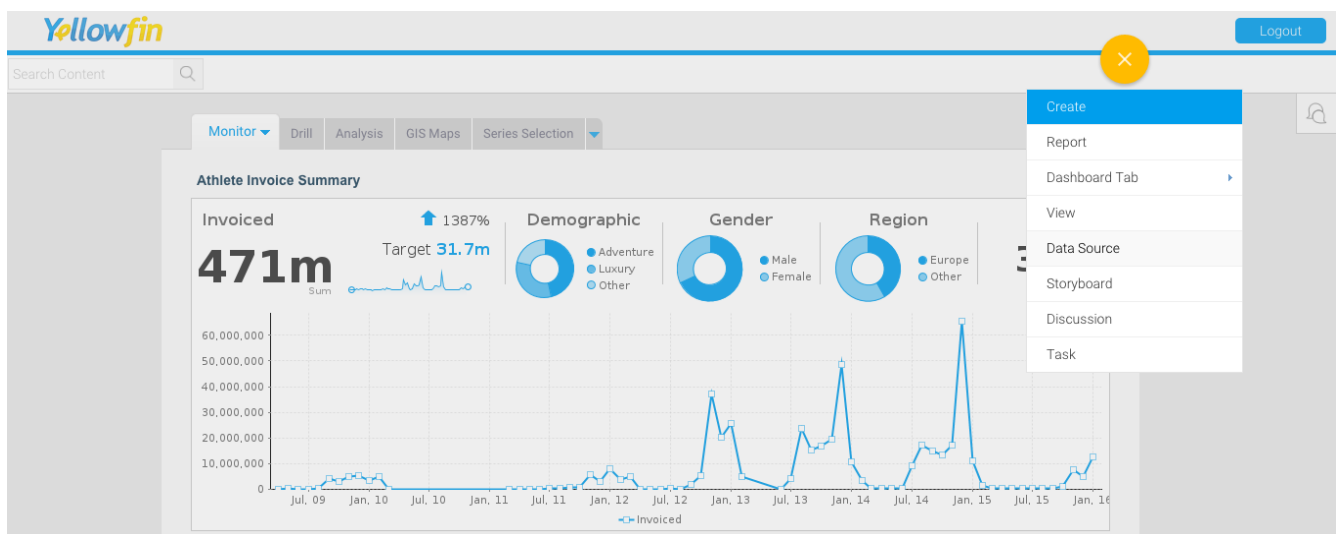 Yellowfin
Logout
Search Content
Create
Report
Dashboard Tab
View
Data Source
Storyboard
Discussion
Task
Monitor
Drill
Analysis
GIS Maps
Series Selection
Athlete Invoice Summary
Invoiced
1387%
471m
Sum
Target 31.7m
Demographic
Adventure
Luxury
Other
Gender
Male
Female
Region
Europe
Other
60,000,000
50,000,000
40,000,000
30,000,000
20,000,000
10,000,000
0
Jul, 09 Jan, 10 Jul, 10 Jan, 11 Jul, 11 Jan, 12 Jul, 12 Jan, 13 Jul, 13 Jan, 14 Jul, 14 Jan, 15 Jul, 15 Jan, 16
Invoiced